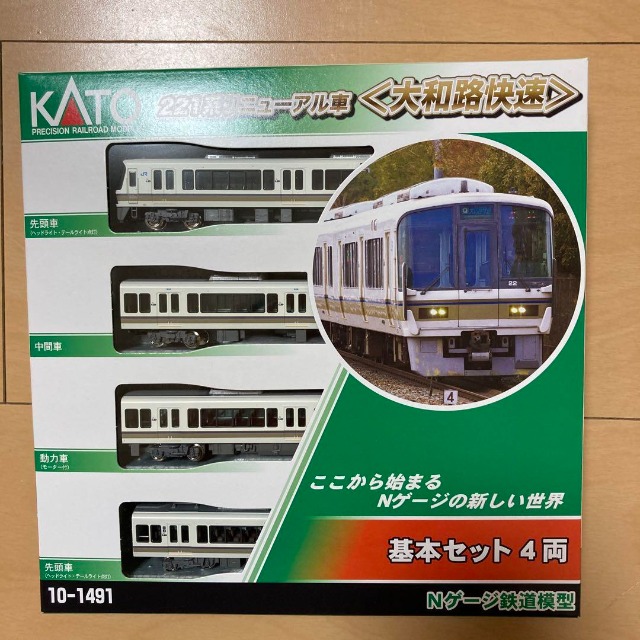 KATO
PRECISION RAILROAD MODELS
221系リニューアル車 <大和路快速>
先頭車
(ヘッドライト・テールライト点灯)
中間車
動力車
(モーター付)
先頭車
(ヘッドライト・テールライト点灯)
10-1491
22
4
ここから始まる
Nゲージの新しい世界
基本セット 4両
Nゲージ鉄道模型